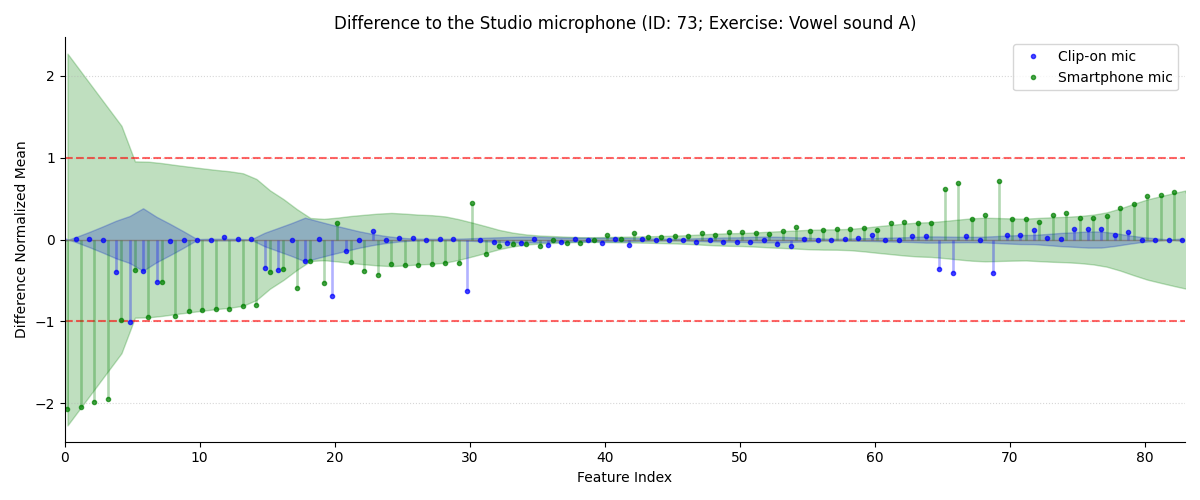 Difference to the Studio microphone (ID: 73; Exercise: Vowel sound A)
Clip-on mic
Smartphone mic
Difference Normalized Mean
2
1
0
−1
−2
0 10 20 30 40 50 60 70 80
Feature Index